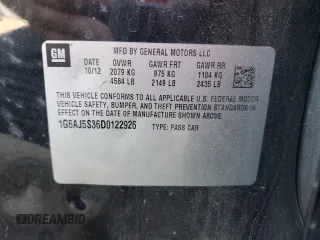 GM
MFD BY GENERAL MOTORS LLC
DATE GVWR GAWR FRT GAWR RR
10/12 2079 KG 975 KG 1104 KG
4584 LB 2149 LB 2435 LB
THIS VEHICLE CONFORMS TO ALL APPLICABLE U.S. FEDERAL MOTOR
VEHICLE SAFETY, BUMPER, AND THEFT PREVENTION STANDARDS
IN EFFECT ON THE DATE OF MANUFACTURE SHOWN ABOVE.
1G6AJ5S36D0122926 TYPE: PASS CAR
DREAMBID